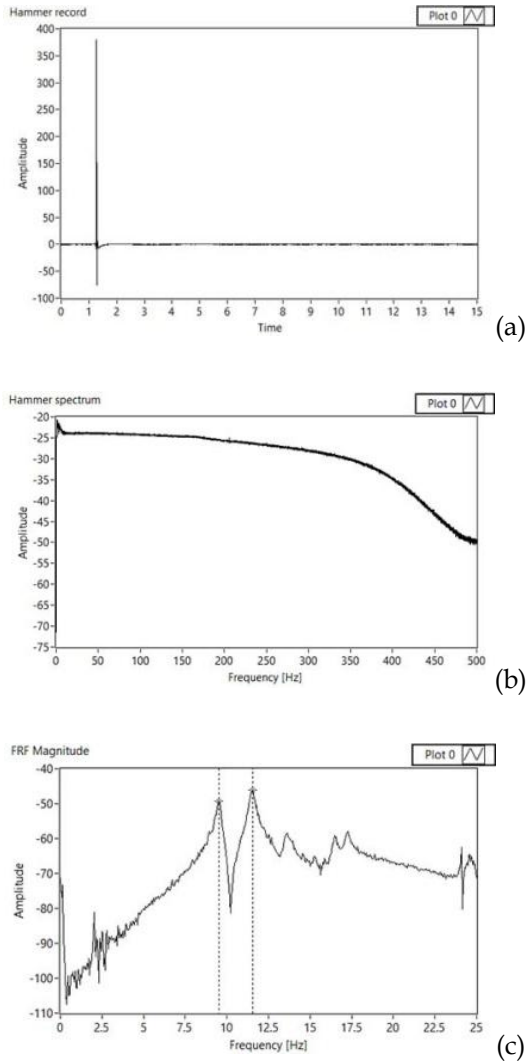 Hammer record
Plot 0
Amplitude
400
350
300
250
200
150
100
50
0
-50
-100
0 1 2 3 4 5 6 7 8 9 10 11 12 13 14 15
Time
(a)
Hammer spectrum
Plot 0
Amplitude
-20
-25
-30
-35
-40
-45
-50
-55
-60
-65
-70
-75
0 50 100 150 200 250 300 350 400 450 500
Frequency [Hz]
(b)
FRF Magnitude
Plot 0
Amplitude
-40
-50
-60
-70
-80
-90
-100
-110
0 2.5 5 7.5 10 12.5 15 17.5 20 22.5 25
Frequency [Hz]
(c)